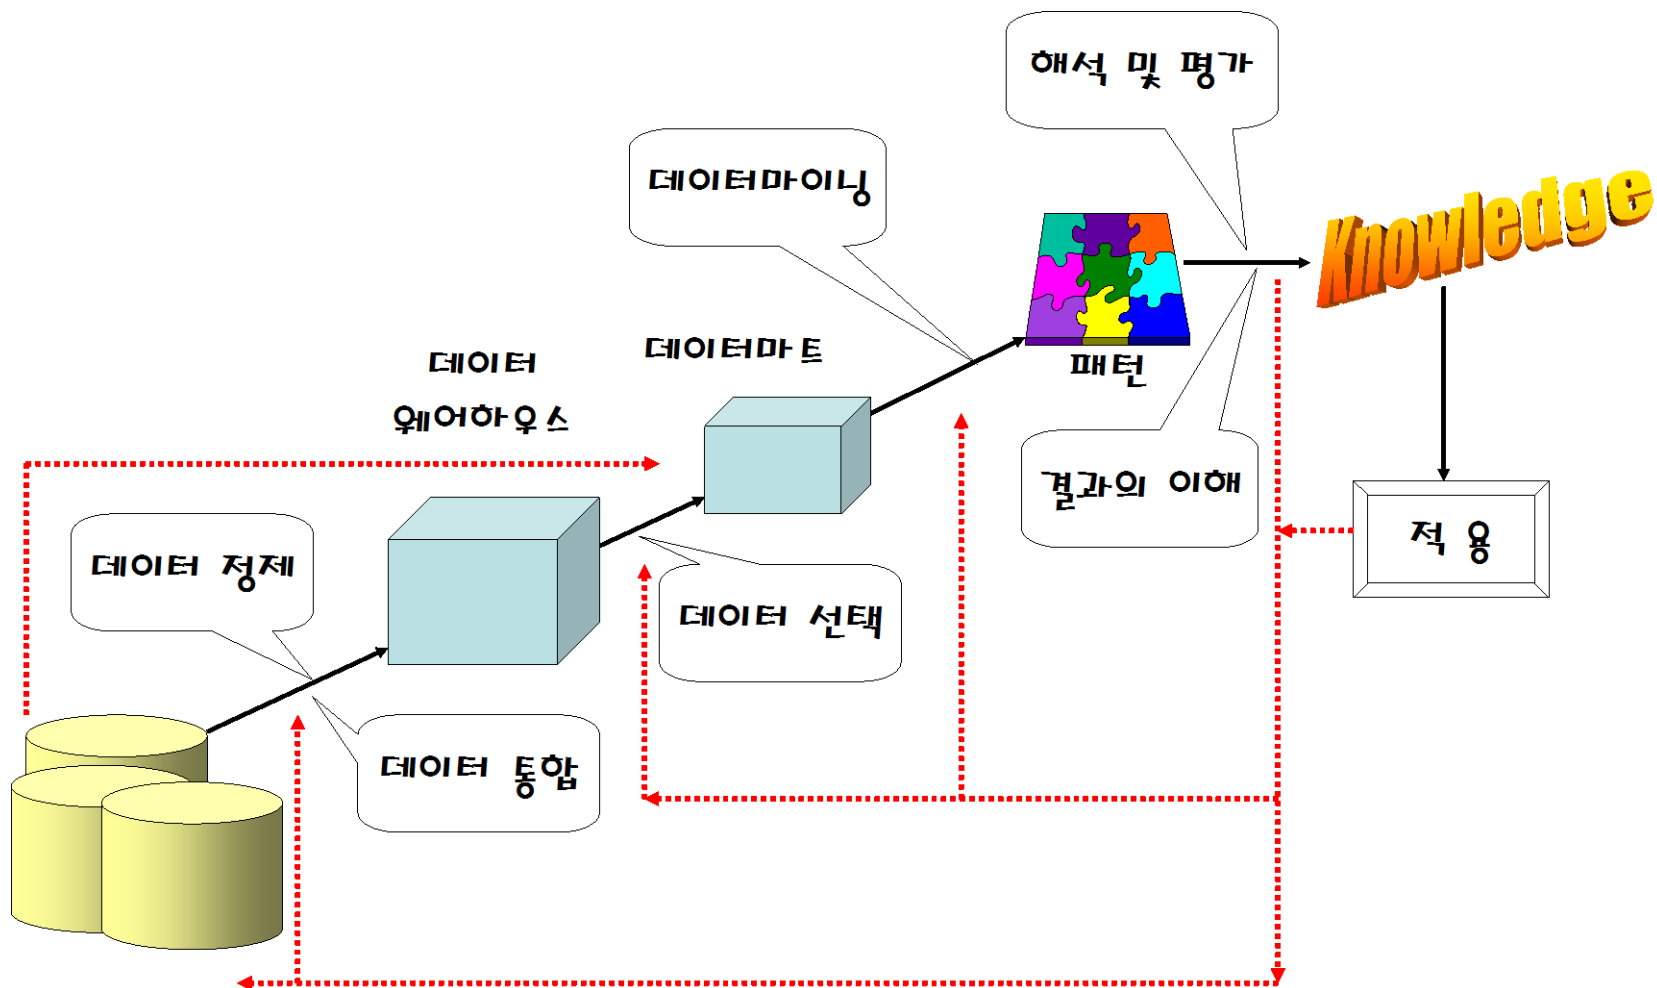 해석 및 평가
데이터마이닝
Knowledge
데이터마트
데이터
웨어하우스
패턴
결과의 이해
적 용
데이터 정제
데이터 선택
데이터 통합